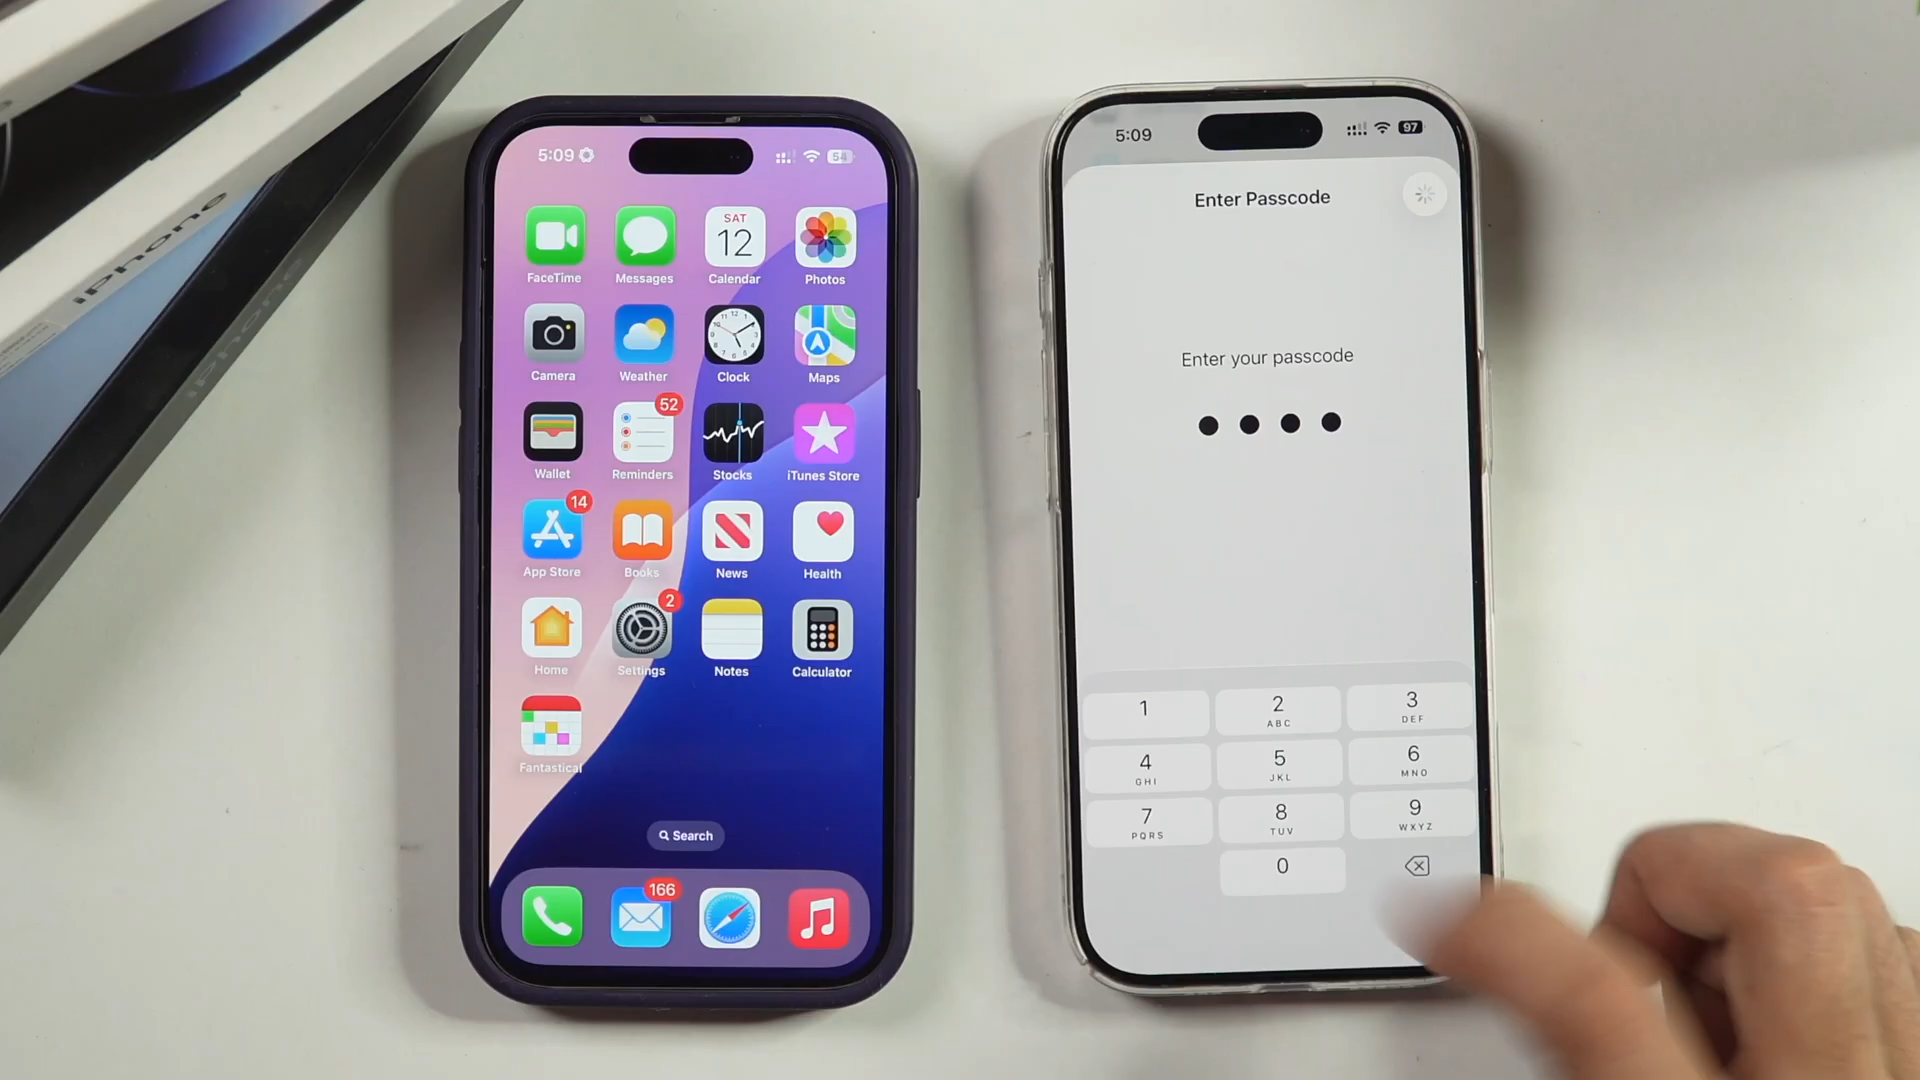 iPhone
iPhone
5:09
54
FaceTime
Messages
SAT
12
Calendar
Photos
Camera
12
Weather
Clock
Maps
Wallet
52
Reminders
Stocks
iTunes Store
14
App Store
Books
News
Health
Home
2
Settings
Notes
Calculator
Fantastical
Search
166
5:09
97
Enter Passcode
Enter your passcode
1
2
ABC
3
DEF
4
GHI
5
JKL
6
MNO
7
PQRS
8
TUV
9
WXYZ
0